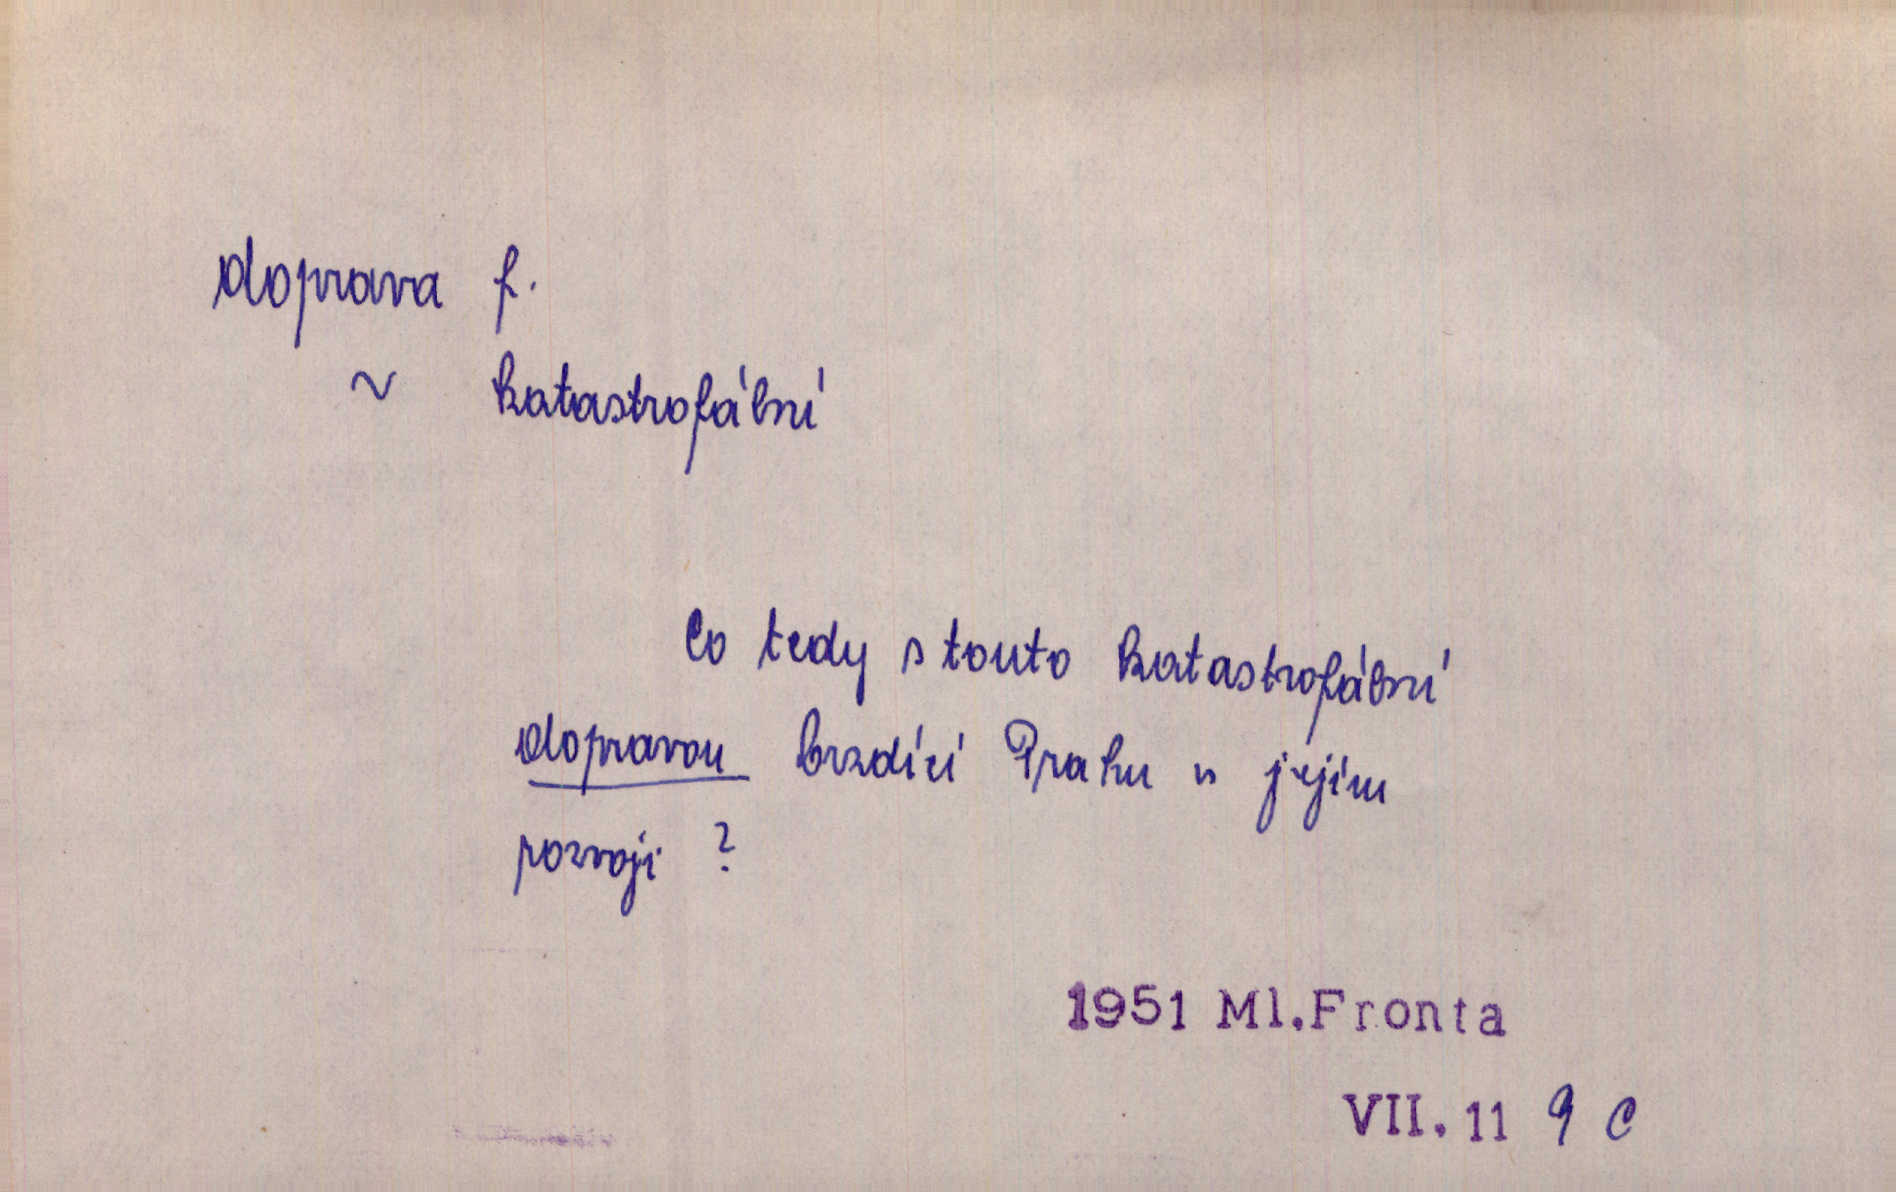 doprava f.
~ katastrofální
Co tedy s touto katastrofální
dopravou brzdící Prahu v jejím
rozvoji ?
1951 Ml.Fronta
VII. 11 9 c